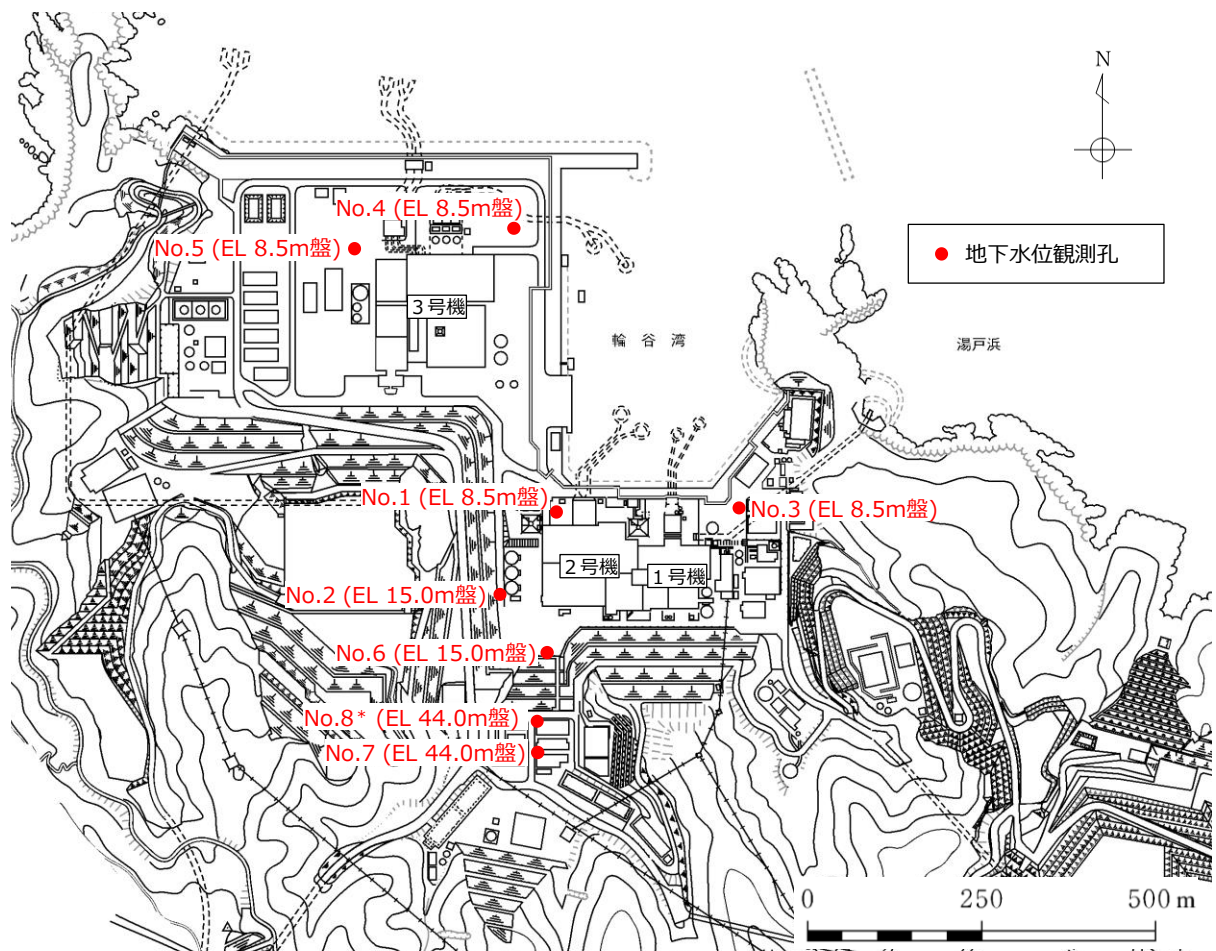 N
No.4 (EL 8.5m盤)
No.5 (EL 8.5m盤)
地下水位観測孔
3号機
輪谷湾
湯戸浜
No.1 (EL 8.5m盤)
No.3 (EL 8.5m盤)
2号機
1号機
No.2 (EL 15.0m盤)
No.6 (EL 15.0m盤)
No.8* (EL 44.0m盤)
No.7 (EL 44.0m盤)
0 250 500 m